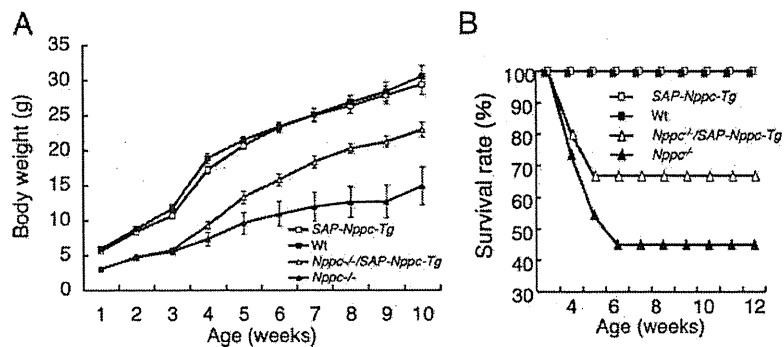 A
Body weight (g)
35
30
25
20
15
10
5
0
SAP-Nppc-Tg
Wt
Nppc-/-/SAP-Nppc-Tg
Nppc-/-
1 2 3 4 5 6 7 8 9 10
Age (weeks)
B
Survival rate (%)
100
90
80
70
60
50
40
30
SAP-Nppc-Tg
Wt
Nppc-/-/SAP-Nppc-Tg
Nppc-/-
4 6 8 10 12
Age (weeks)